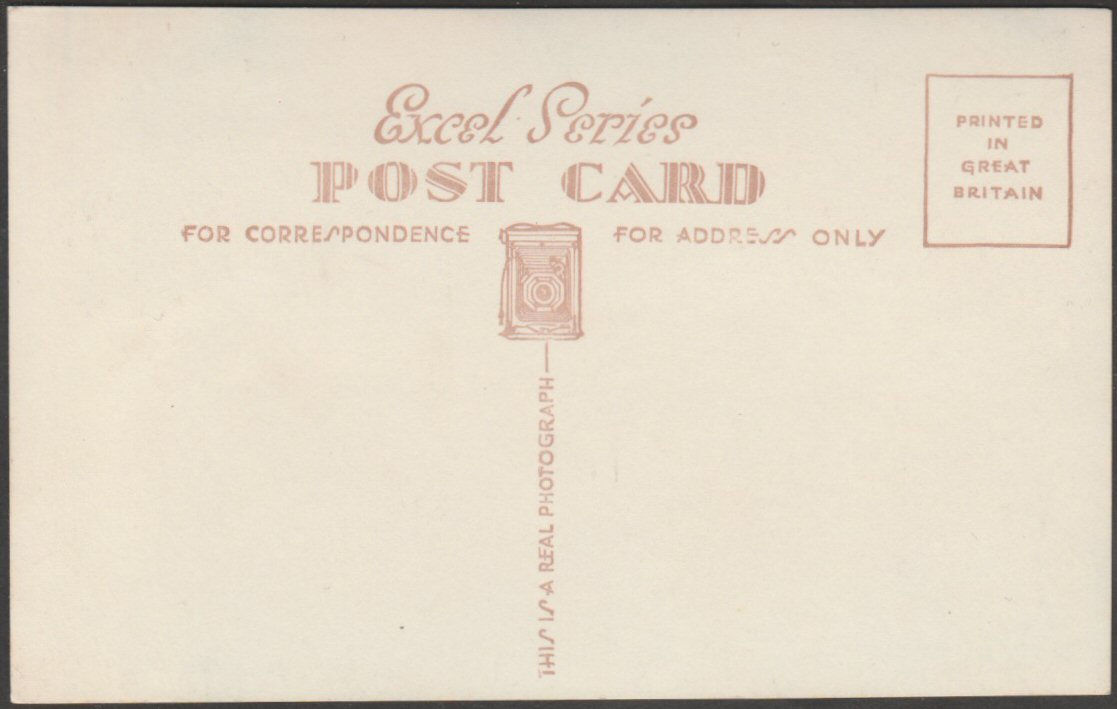 Excel Series
POST CARD
FOR CORRESPONDENCE
FOR ADDRESS ONLY
PRINTED
IN
GREAT
BRITAIN
THIS IS A REAL PHOTOGRAPH